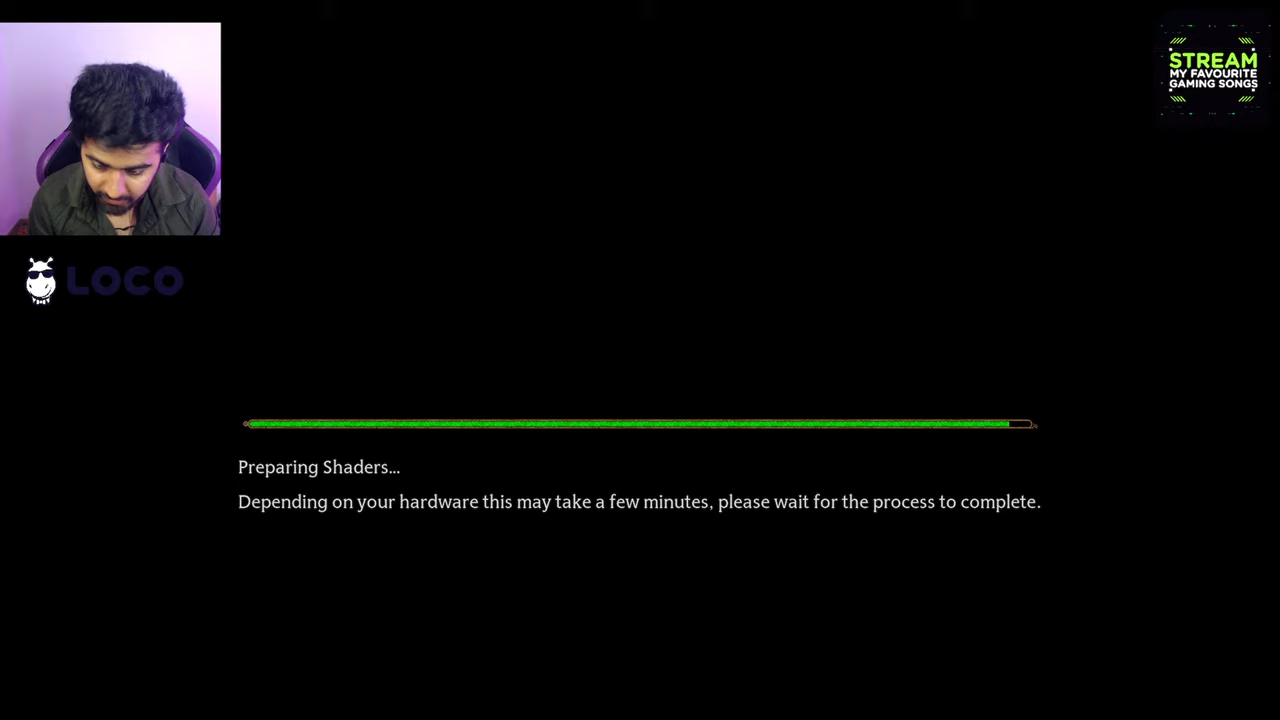 STREAM
MY FAVOURITE
GAMING SONGS
LOCO
Preparing Shaders...
Depending on your hardware this may take a few minutes, please wait for the process to complete.